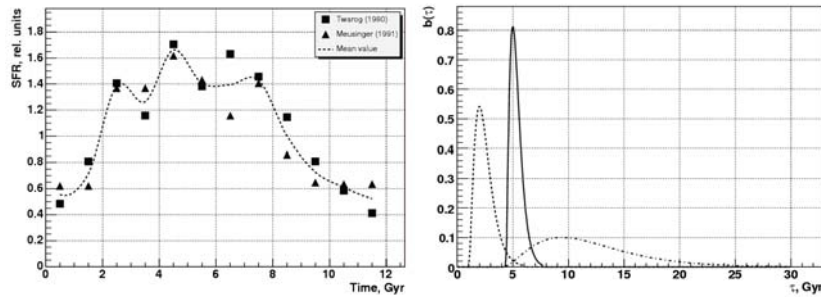 SFR, rel. units
1.8
1.6
1.4
1.2
1
0.8
0.6
0.4
0.2
0
0 2 4 6 8 10 12
Time, Gyr
Twarog (1980)
Meusinger (1991)
Mean value
b(τ)
0.8
0.7
0.6
0.5
0.4
0.3
0.2
0.1
0
0 5 10 15 20 25 30
τ, Gyr